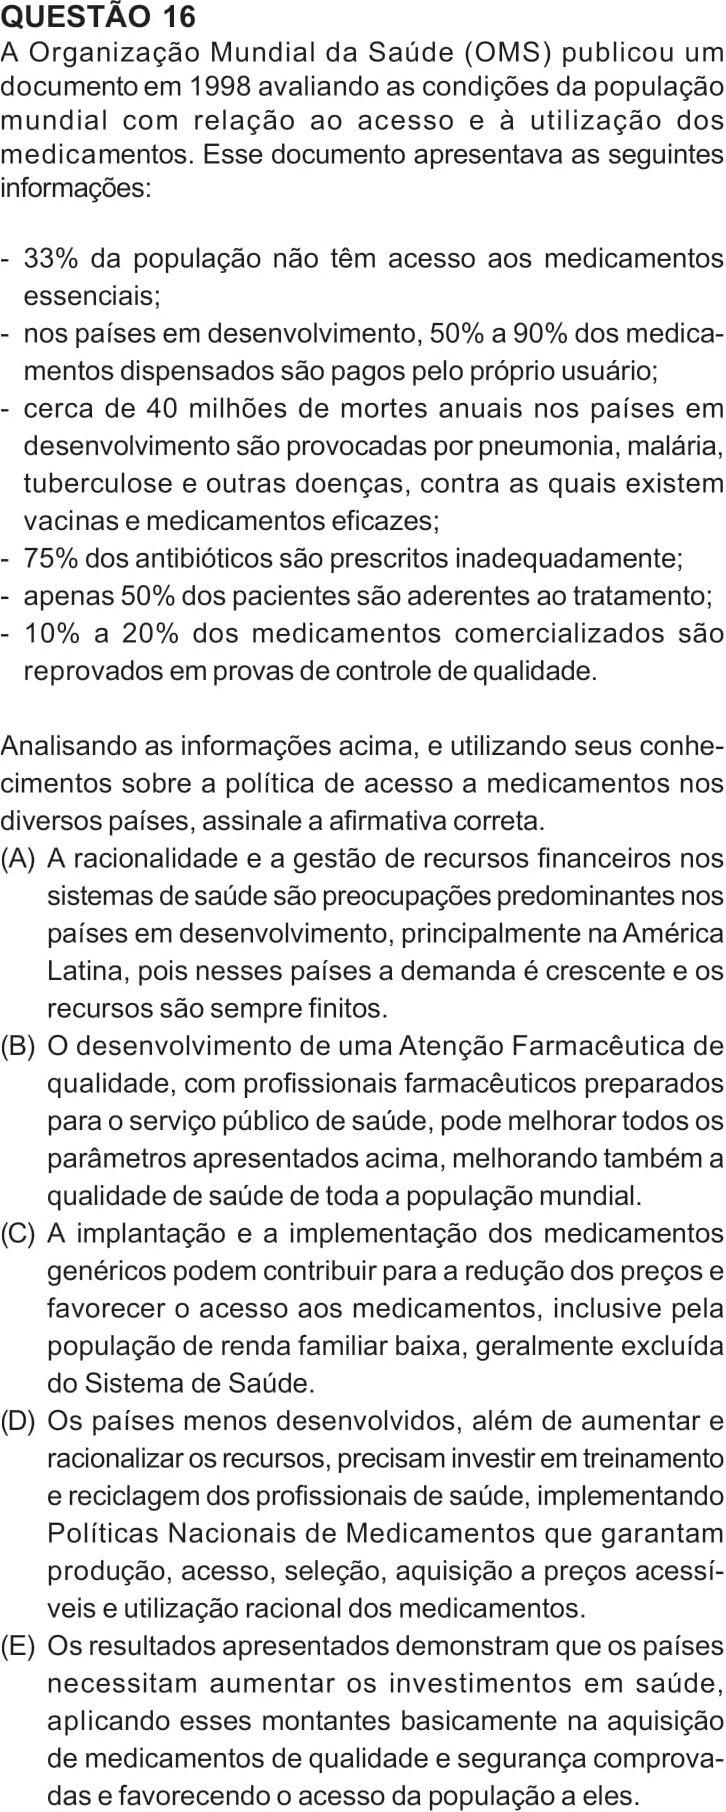 QUESTÃO 16
A Organização Mundial da Saúde (OMS) publicou um
documento em 1998 avaliando as condições da população
mundial com relação ao acesso e à utilização dos
medicamentos. Esse documento apresentava as seguintes
informações:
- 33% da população não têm acesso aos medicamentos
essenciais;
- nos países em desenvolvimento, 50% a 90% dos medica-
mentos dispensados são pagos pelo próprio usuário;
- cerca de 40 milhões de mortes anuais nos países em
desenvolvimento são provocadas por pneumonia, malária,
tuberculose e outras doenças, contra as quais existem
vacinas e medicamentos eficazes;
- 75% dos antibióticos são prescritos inadequadamente;
- apenas 50% dos pacientes são aderentes ao tratamento;
- 10% a 20% dos medicamentos comercializados são
reprovados em provas de controle de qualidade.
Analisando as informações acima, e utilizando seus conhe-
cimentos sobre a política de acesso a medicamentos nos
diversos países, assinale a afirmativa correta.
(A) A racionalidade e a gestão de recursos financeiros nos
sistemas de saúde são preocupações predominantes nos
países em desenvolvimento, principalmente na América
Latina, pois nesses países a demanda é crescente e os
recursos são sempre finitos.
(B) O desenvolvimento de uma Atenção Farmacêutica de
qualidade, com profissionais farmacêuticos preparados
para o serviço público de saúde, pode melhorar todos os
parâmetros apresentados acima, melhorando também a
qualidade de saúde de toda a população mundial.
(C) A implantação e a implementação dos medicamentos
genéricos podem contribuir para a redução dos preços e
favorecer o acesso aos medicamentos, inclusive pela
população de renda familiar baixa, geralmente excluída
do Sistema de Saúde.
(D) Os países menos desenvolvidos, além de aumentar e
racionalizar os recursos, precisam investir em treinamento
e reciclagem dos profissionais de saúde, implementando
Políticas Nacionais de Medicamentos que garantam
produção, acesso, seleção, aquisição a preços acessí-
veis e utilização racional dos medicamentos.
(E) Os resultados apresentados demonstram que os países
necessitam aumentar os investimentos em saúde,
aplicando esses montantes basicamente na aquisição
de medicamentos de qualidade e segurança comprova-
das e favorecendo o acesso da população a eles.